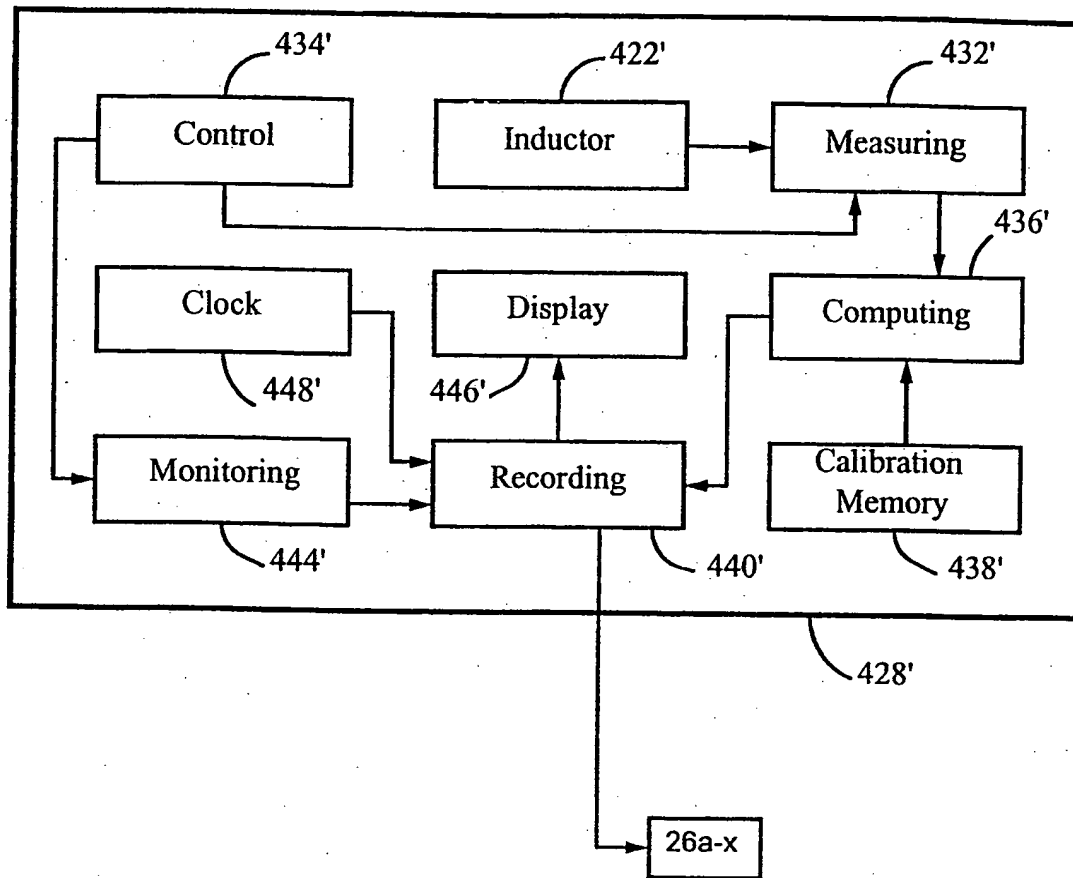 434'
422'
432'
Control
Inductor
Measuring
436'
Clock
Display
Computing
448'
446'
Monitoring
Recording
Calibration
Memory
444'
440'
438'
428'
26a-x